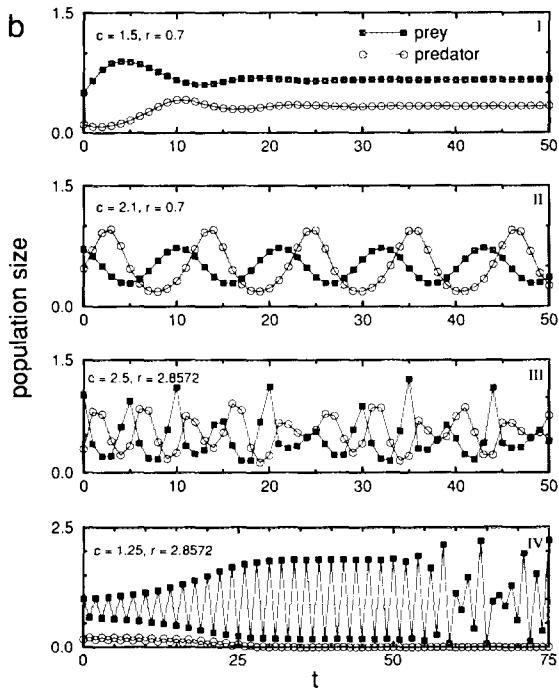 b
c = 1.5, r = 0.7
prey
predator
I
1.5
0.0
0 10 20 30 40 50
c = 2.1, r = 0.7
II
1.5
0.0
0 10 20 30 40 50
c = 2.5, r = 2.8572
III
1.5
0.0
0 10 20 30 40 50
c = 1.25, r = 2.8572
IV
2.5
0.0
0 25 50 75
population size
t